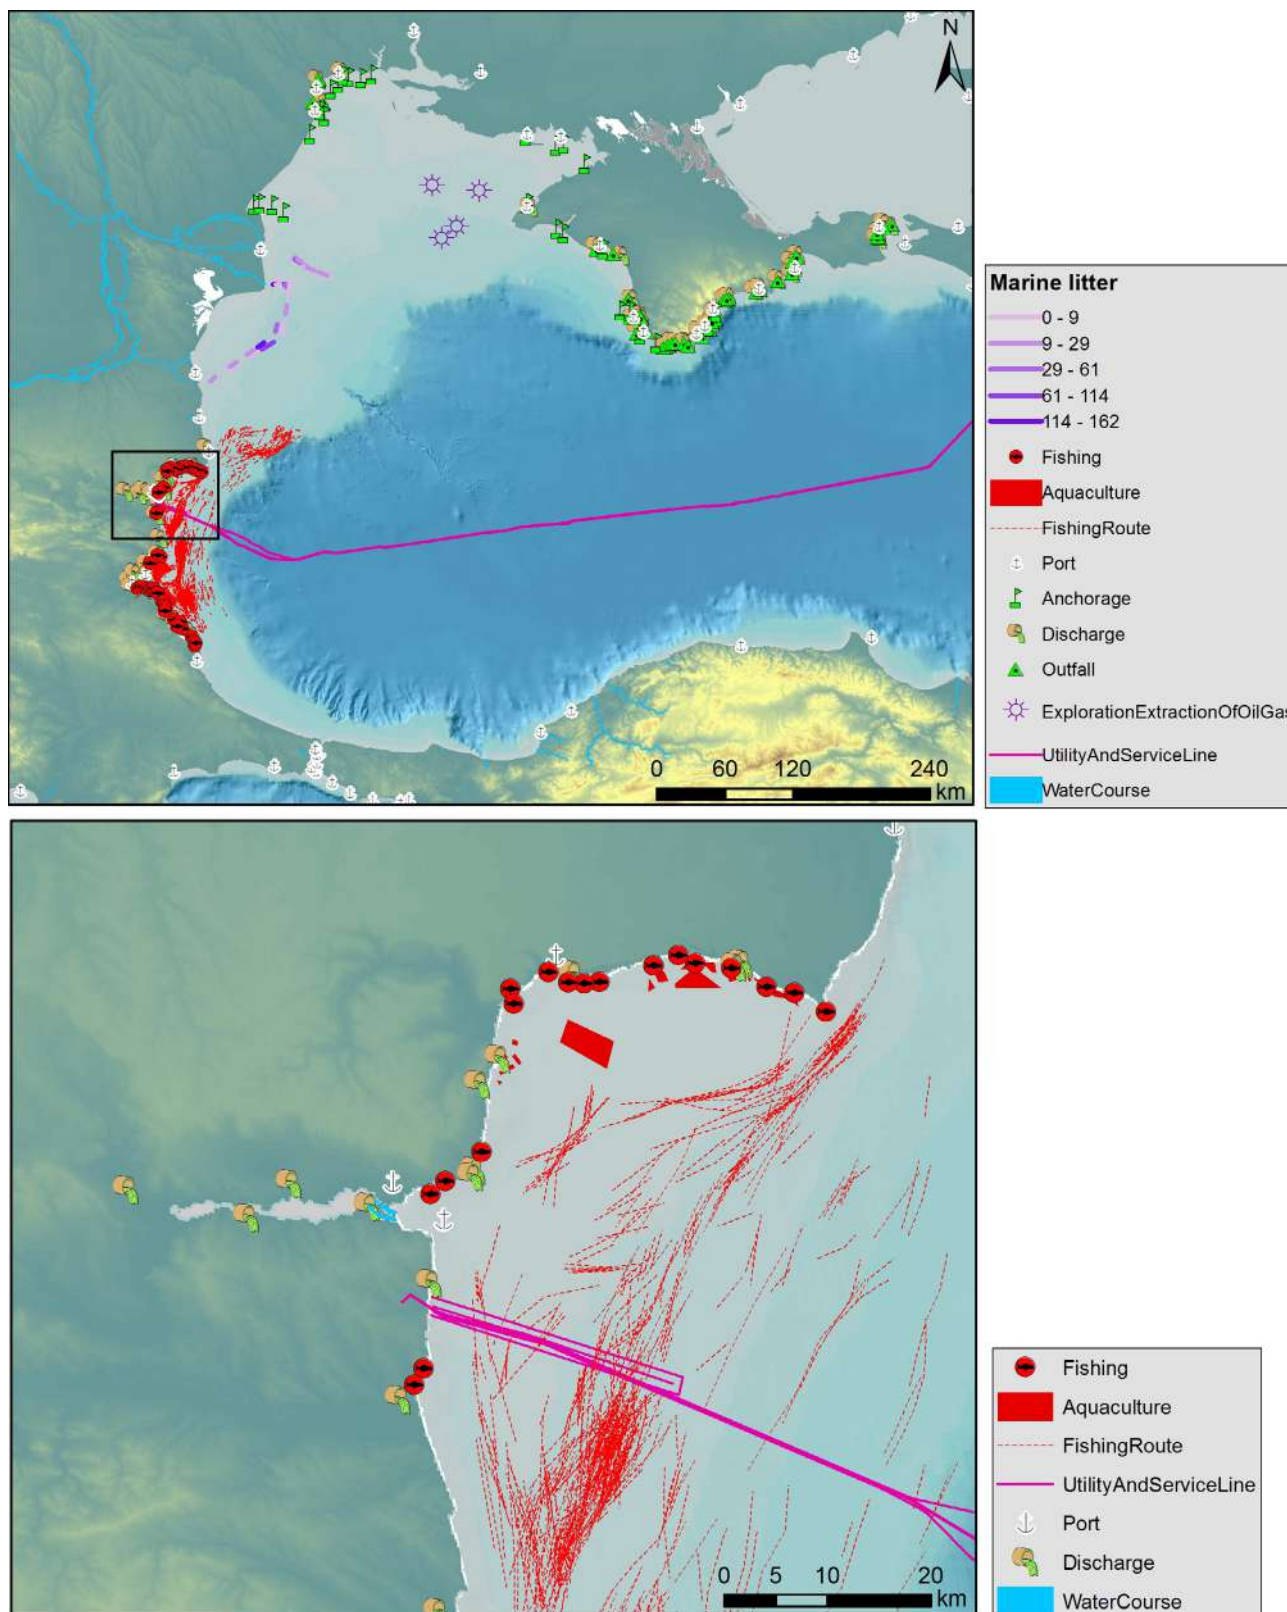 N
0 60 120 240
km
Marine litter
0 - 9
9 - 29
29 - 61
61 - 114
114 - 162
Fishing
Aquaculture
FishingRoute
Port
Anchorage
Discharge
Outfall
ExplorationExtractionOfOilGas
UtilityAndServiceLine
WaterCourse
0 5 10 20
km
Fishing
Aquaculture
FishingRoute
UtilityAndServiceLine
Port
Discharge
WaterCourse